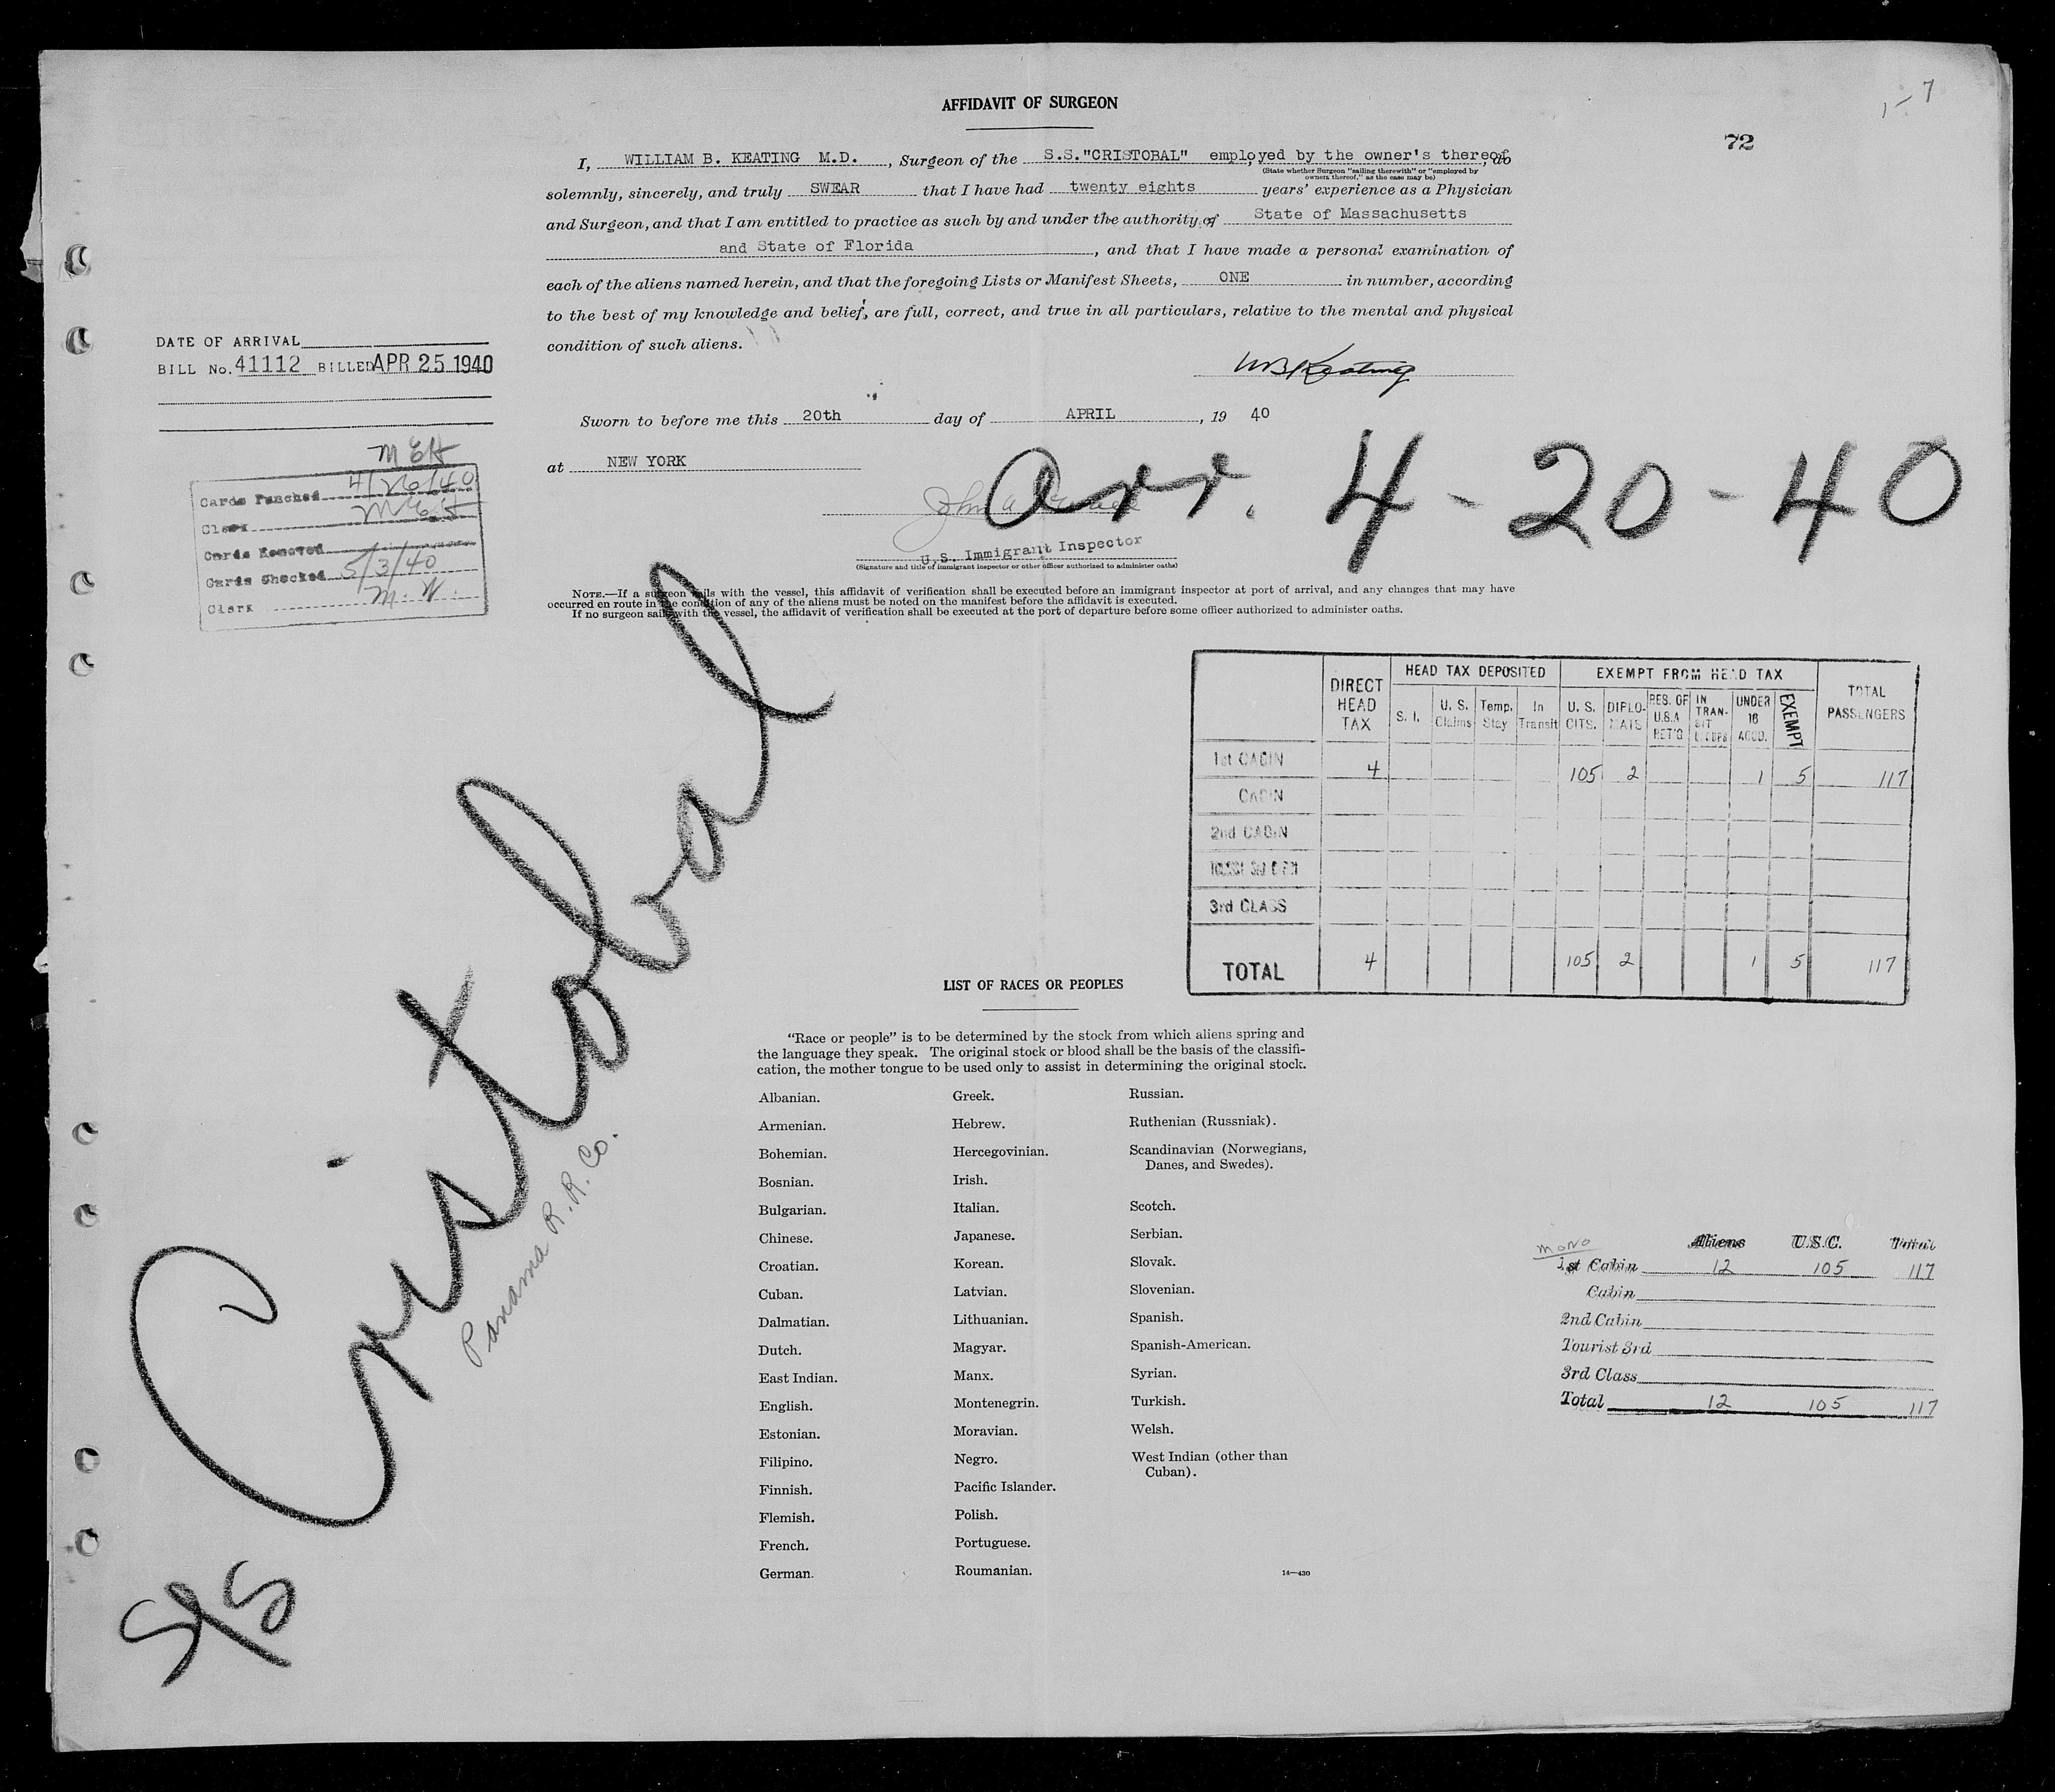 1-7
72
AFFIDAVIT OF SURGEON
I, WILLIAM B. KEATING M.D. , Surgeon of the S.S."CRISTOBAL" employed by the owner's thereof, do
(State whether Surgeon "sailing therewith" or "employed by
owners thereof," as the case may be)
solemnly, sincerely, and truly SWEAR that I have had twenty eights years' experience as a Physician
and Surgeon, and that I am entitled to practice as such by and under the authority of State of Massachusetts
and State of Florida , and that I have made a personal examination of
each of the aliens named herein, and that the foregoing Lists or Manifest Sheets, ONE in number, according
to the best of my knowledge and belief, are full, correct, and true in all particulars, relative to the mental and physical
condition of such aliens.
WBKeating
DATE OF ARRIVAL
BILL No. 41112 BILLED APR 25 1940
Sworn to before me this 20th day of APRIL , 19 40
at NEW YORK
Arr. 4-20-40
John A.
U.S. Immigrant Inspector
(Signature and title of immigrant inspector or other officer authorized to administer oaths)
MEH
Cards Punched 4/26/40
Clerk
Cards Removed
Cards Checked 5/3/40
Clerk M. W.
NOTE.—If a surgeon sails with the vessel, this affidavit of verification shall be executed before an immigrant inspector at port of arrival, and any changes that may have
occurred en route in the condition of any of the aliens must be noted on the manifest before the affidavit is executed.
If no surgeon sails with the vessel, the affidavit of verification shall be executed at the port of departure before some officer authorized to administer oaths.
DIRECT HEAD TAX HEAD TAX DEPOSITED EXEMPT FROM HEAD TAX TOTAL PASSENGERS
S. I. U. S. Claims Temp. Stay In Transit U. S. CITS. DIPLO-MATS RES. OF U.S.A RET'G IN TRAN-SIT UNDER 16 ACCD. EXEMPT
1st CABIN 4 105 2 1 5 117
CABIN
2nd CABIN
3rd CLASS
TOTAL 4 105 2 1 5 117
S/S Cristobal
Panama R. R. Co.
LIST OF RACES OR PEOPLES
"Race or people" is to be determined by the stock from which aliens spring and
the language they speak. The original stock or blood shall be the basis of the classifi-
cation, the mother tongue to be used only to assist in determining the original stock.
Albanian.
Armenian.
Bohemian.
Bosnian.
Bulgarian.
Chinese.
Croatian.
Cuban.
Dalmatian.
Dutch.
East Indian.
English.
Estonian.
Filipino.
Finnish.
Flemish.
French.
German.
Greek.
Hebrew.
Hercegovinian.
Irish.
Italian.
Japanese.
Korean.
Latvian.
Lithuanian.
Magyar.
Manx.
Montenegrin.
Moravian.
Negro.
Pacific Islander.
Polish.
Portuguese.
Roumanian.
Russian.
Ruthenian (Russniak).
Scandinavian (Norwegians,
Danes, and Swedes).
Scotch.
Serbian.
Slovak.
Slovenian.
Spanish.
Spanish-American.
Syrian.
Turkish.
Welsh.
West Indian (other than
Cuban).
14—430
Aliens U.S.C. Total
mono
1st Cabin 12 105 117
Cabin
2nd Cabin
Tourist 3rd
3rd Class
Total 12 105 117